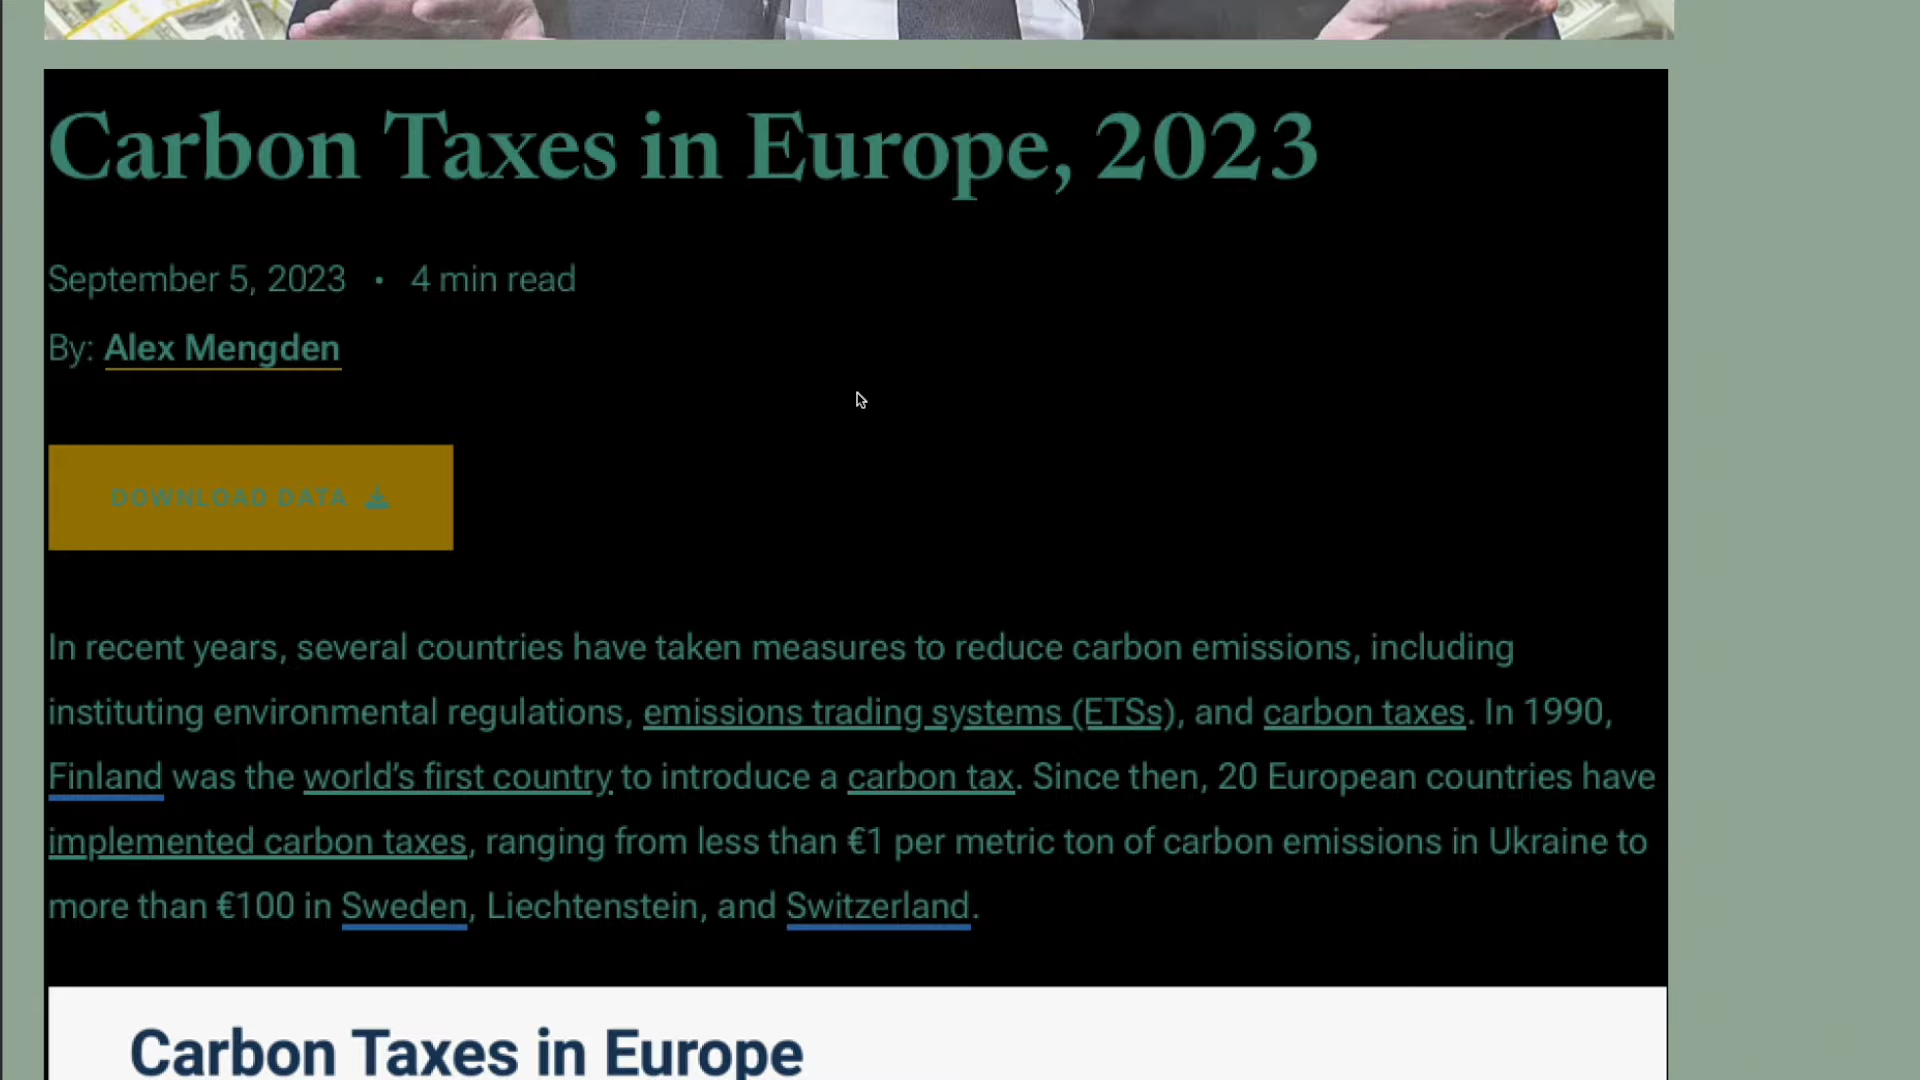 Carbon Taxes in Europe, 2023
September 5, 2023 • 4 min read
By: Alex Mengden
DOWNLOAD DATA
In recent years, several countries have taken measures to reduce carbon emissions, including
instituting environmental regulations, emissions trading systems (ETSs), and carbon taxes. In 1990,
Finland was the world’s first country to introduce a carbon tax. Since then, 20 European countries have
implemented carbon taxes, ranging from less than €1 per metric ton of carbon emissions in Ukraine to
more than €100 in Sweden, Liechtenstein, and Switzerland.
Carbon Taxes in Europe